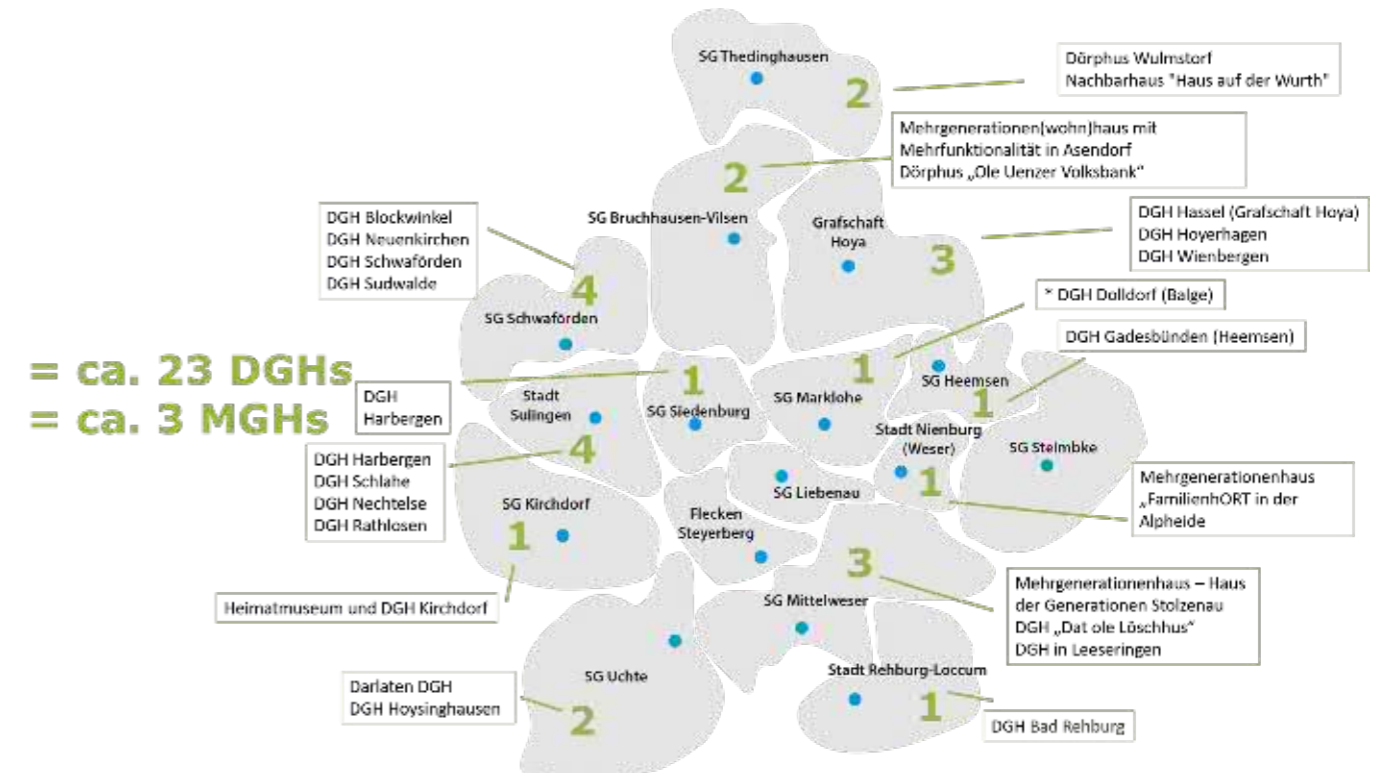 SG Thedinghausen
2
Dörphus Wulmstorf
Nachbarhaus "Haus auf der Wurth"
Mehrgenerationen(wohn)haus mit
Mehrfunktionalität in Asendorf
Dörphus „Ole Uenzer Volksbank“
2
SG Bruchhausen-Vilsen
Grafschaft
Hoya
3
DGH Hassel (Grafschaft Hoya)
DGH Hoyerhagen
DGH Wienbergen
DGH Blockwinkel
DGH Neuenkirchen
DGH Schwaförden
DGH Sudwalde
4
SG Schwaförden
* DGH Dolldorf (Balge)
DGH Gadesbünden (Heemsen)
= ca. 23 DGHs
= ca. 3 MGHs
DGH
Harbergen
Stadt
Sulingen
4
1
SG Siedenburg
1
SG Marklohe
SG Heemsen
1
Stadt Nienburg
(Weser)
1
SG Steimbke
DGH Harbergen
DGH Schlahe
DGH Nechtelse
DGH Rathlosen
SG Kirchdorf
1
SG Liebenau
Flecken
Steyerberg
Mehrgenerationenhaus
„FamilienhORT in der
Alpheide
3
SG Mittelweser
Mehrgenerationenhaus – Haus
der Generationen Stolzenau
DGH „Dat ole Löschhus“
DGH in Leeseringen
Heimatmuseum und DGH Kirchdorf
SG Uchte
2
Darlaten DGH
DGH Hoysinghausen
Stadt Rehburg-Loccum
1
DGH Bad Rehburg